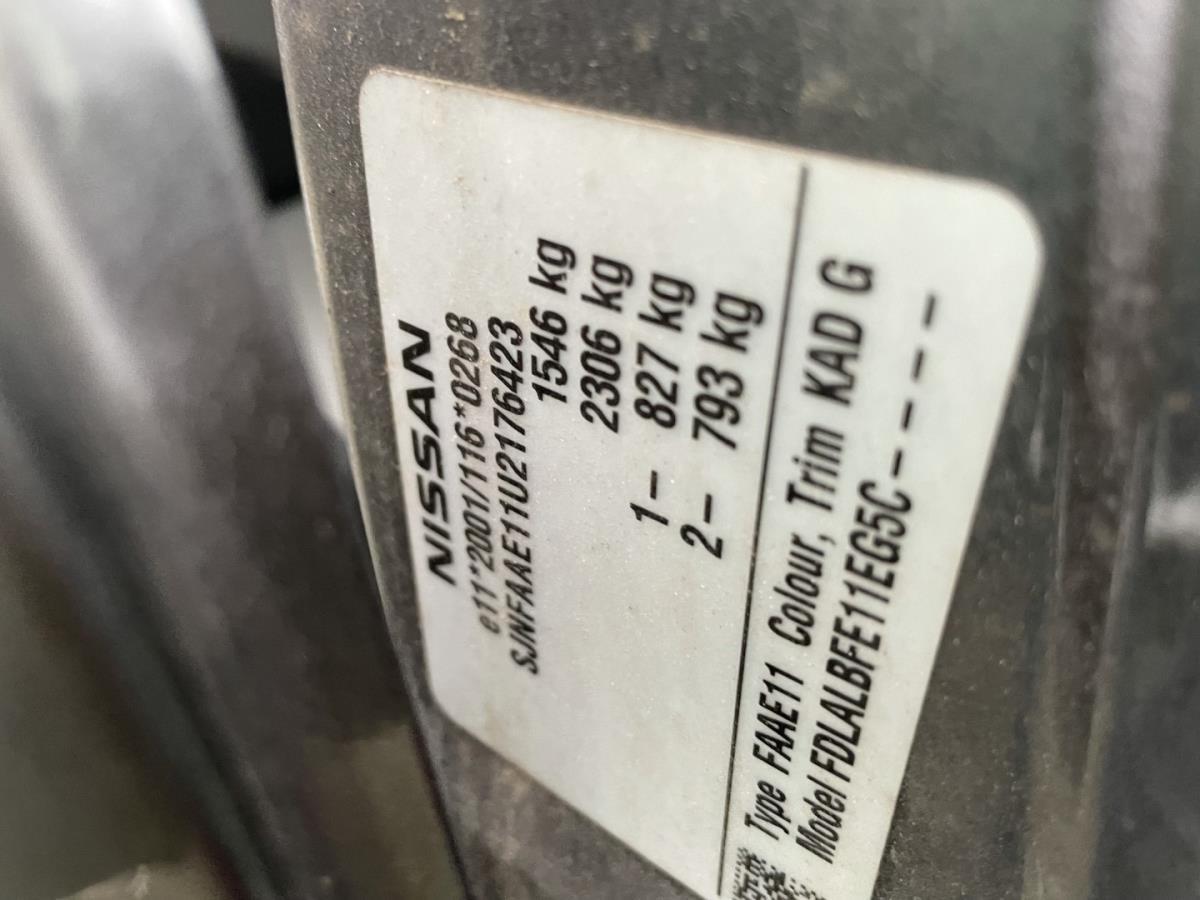 NISSAN
e11*2001/116*0268
SJNFAAE11U2176423
1546 kg
2306 kg
1- 827 kg
2- 793 kg
Type FAAE11 Colour, Trim KAD G
Model FDLALBFE11EG5C-----